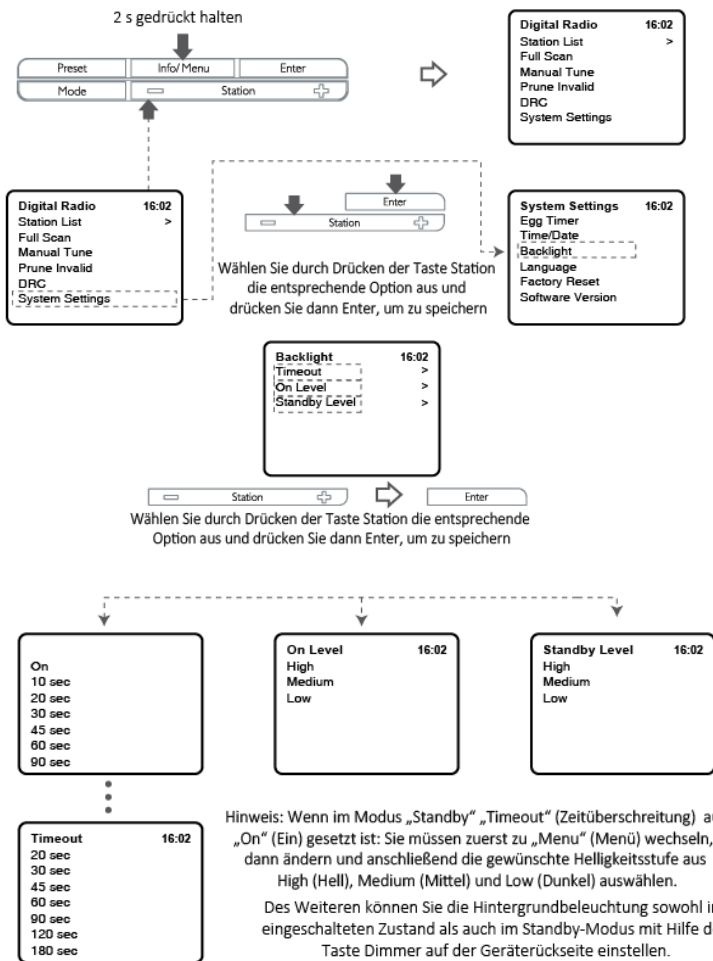 2 s gedrückt halten
Preset Info/Menu Enter
Mode Station
Digital Radio 16:02
Station List >
Full Scan
Manual Tune
Prune Invalid
DRC
System Settings
Digital Radio 16:02
Station List >
Full Scan
Manual Tune
Prune Invalid
DRC
System Settings
Enter
Station
Wählen Sie durch Drücken der Taste Station
die entsprechende Option aus und
drücken Sie dann Enter, um zu speichern
System Settings 16:02
Egg Timer
Time/Date
Backlight
Language
Factory Reset
Software Version
Backlight 16:02
Timeout >
On Level >
Standby Level >
Station Enter
Wählen Sie durch Drücken der Taste Station die entsprechende
Option aus und drücken Sie dann Enter, um zu speichern
On
10 sec
20 sec
30 sec
45 sec
60 sec
90 sec
On Level 16:02
High
Medium
Low
Standby Level 16:02
High
Medium
Low
Timeout 16:02
20 sec
30 sec
45 sec
60 sec
90 sec
120 sec
180 sec
Hinweis: Wenn im Modus „Standby“ „Timeout“ (Zeitüberschreitung)
„On“ (Ein) gesetzt ist: Sie müssen zuerst zu „Menu“ (Menü) wechseln,
dann ändern und anschließend die gewünschte Helligkeitsstufe aus
High (Hell), Medium (Mittel) und Low (Dunkel) auswählen.
Des Weiteren können Sie die Hintergrundbeleuchtung sowohl
eingeschalteten Zustand als auch im Standby-Modus mit Hilfe
Taste Dimmer auf der Geräterückseite einstellen.